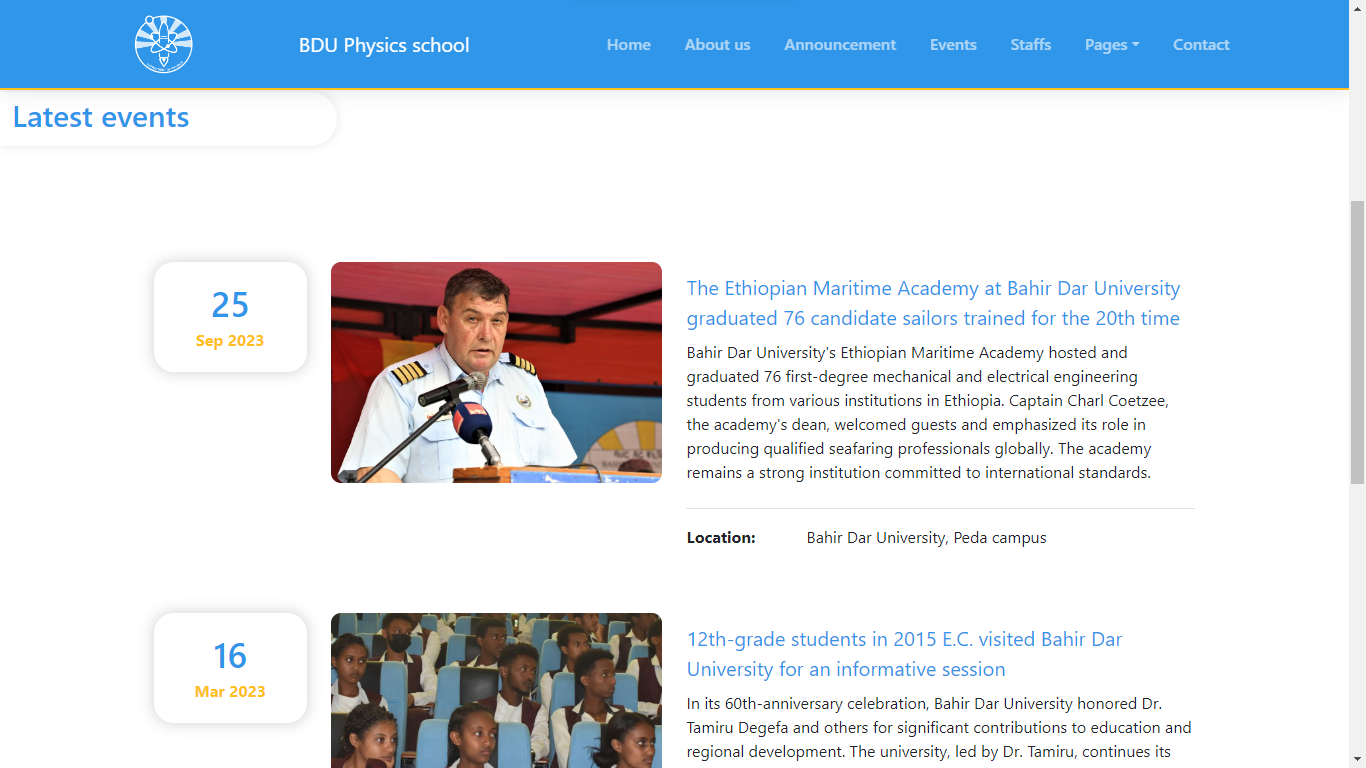 BDU Physics school
Home
About us
Announcement
Events
Staffs
Pages
Contact
Latest events
25
Sep 2023
The Ethiopian Maritime Academy at Bahir Dar University
graduated 76 candidate sailors trained for the 20th time
Bahir Dar University's Ethiopian Maritime Academy hosted and
graduated 76 first-degree mechanical and electrical engineering
students from various institutions in Ethiopia. Captain Charl Coetzee,
the academy's dean, welcomed guests and emphasized its role in
producing qualified seafaring professionals globally. The academy
remains a strong institution committed to international standards.
Location:
Bahir Dar University, Peda campus
16
Mar 2023
12th-grade students in 2015 E.C. visited Bahir Dar
University for an informative session
In its 60th-anniversary celebration, Bahir Dar University honored Dr.
Tamiru Degefa and others for significant contributions to education and
regional development. The university, led by Dr. Tamiru, continues its